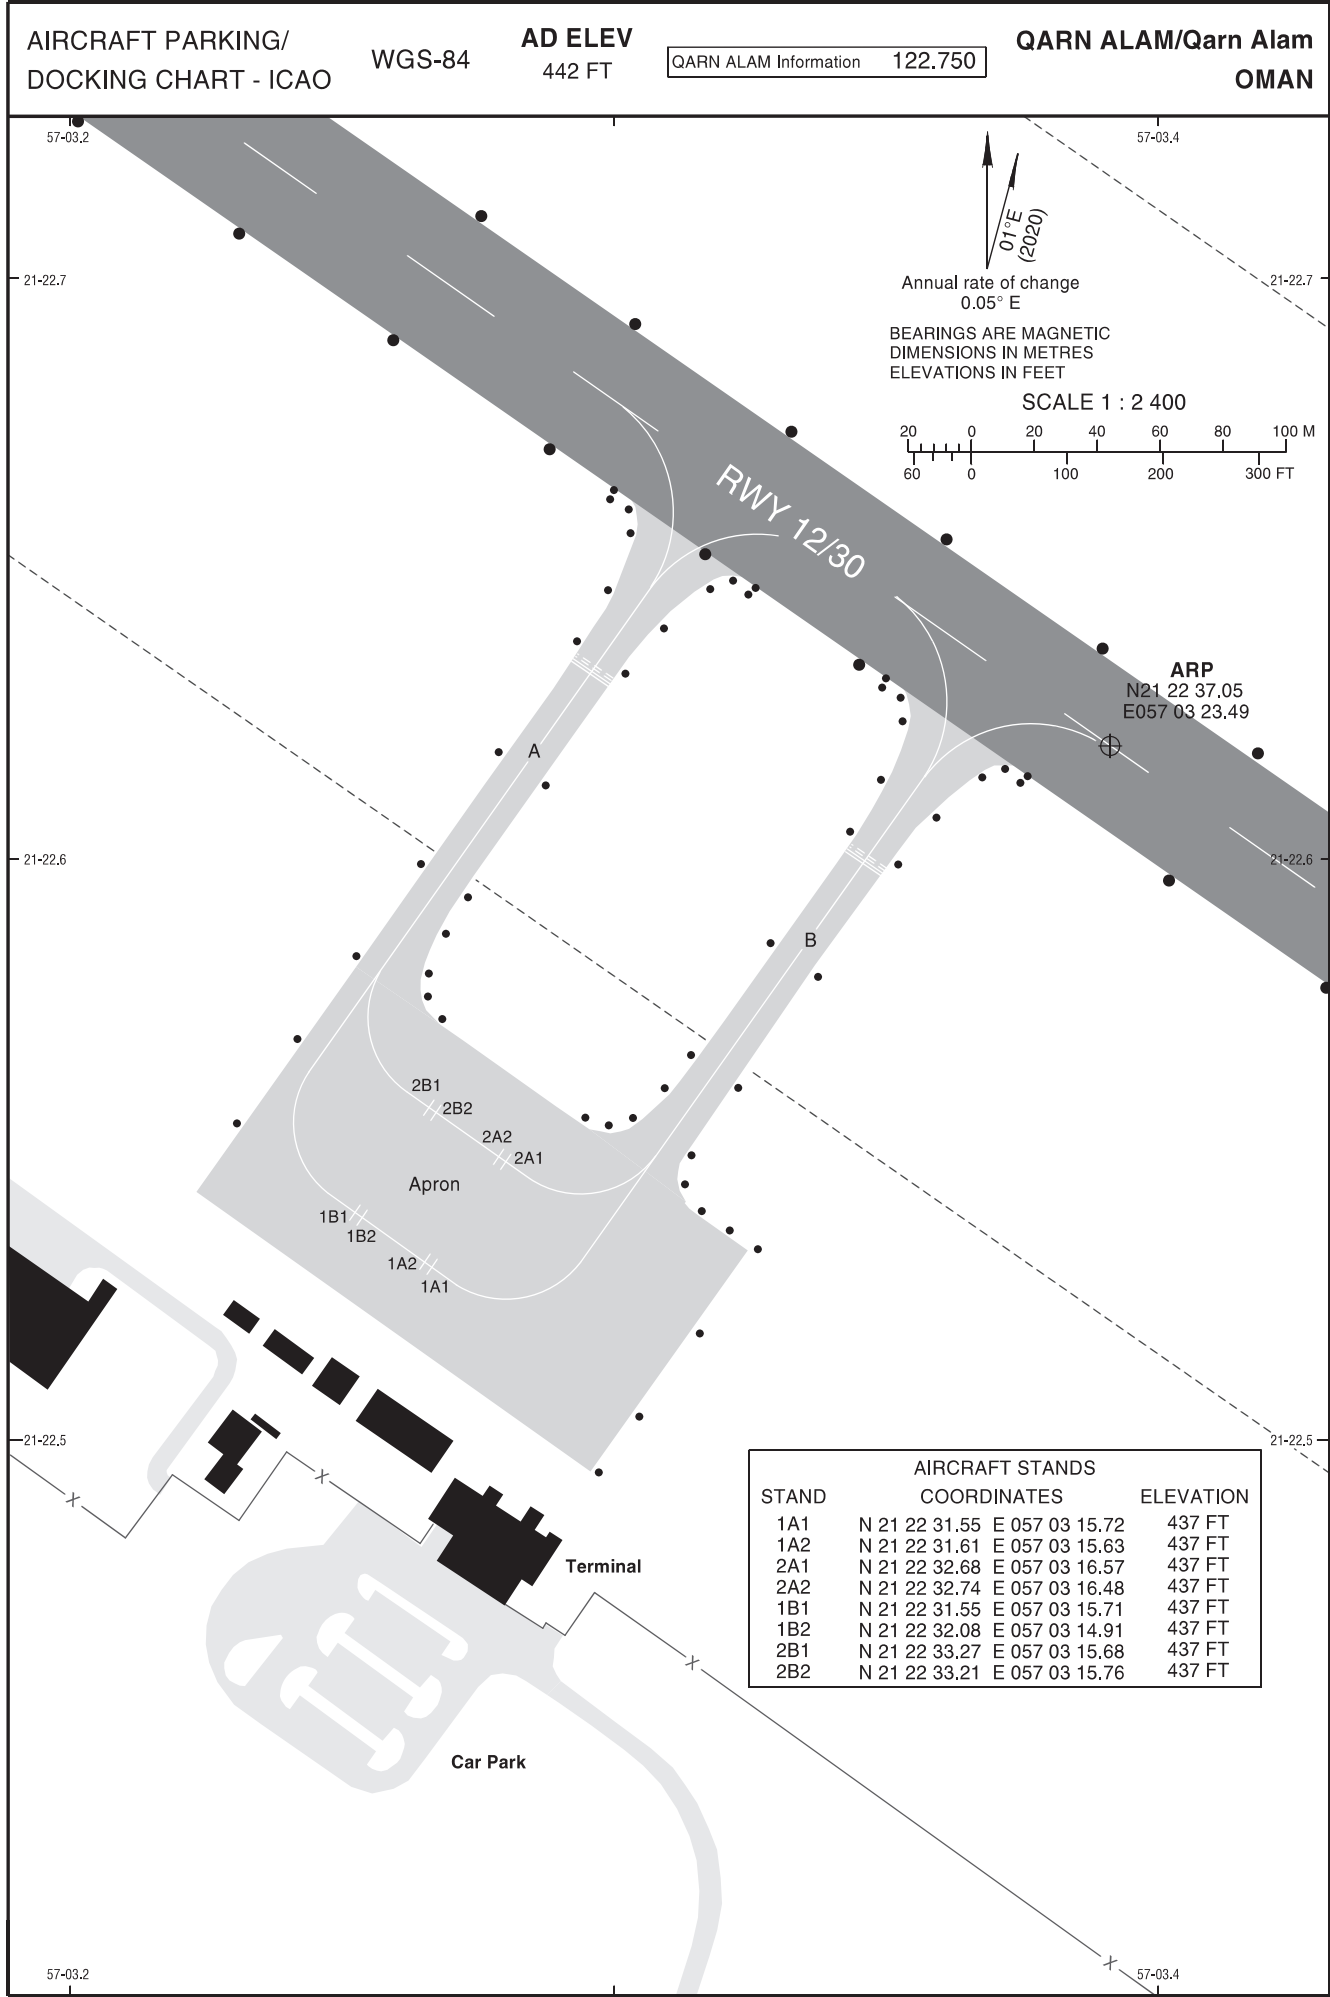 AIRCRAFT PARKING/
DOCKING CHART - ICAO
WGS-84
AD ELEV
442 FT
QARN ALAM Information 122.750
QARN ALAM/Qarn Alam
OMAN
57-03.2
57-03.4
01°E
(2020)
21-22.7
21-22.7
Annual rate of change
0.05° E
BEARINGS ARE MAGNETIC
DIMENSIONS IN METRES
ELEVATIONS IN FEET
SCALE 1 : 2 400
20 0 20 40 60 80 100 M
60 0 100 200 300 FT
RWY 12/30
ARP
N21 22 37.05
E057 03 23.49
A
21-22.6
21-22.6
B
2B1
2B2
2A2
2A1
Apron
1B1
1B2
1A2
1A1
21-22.5
21-22.5
AIRCRAFT STANDS
STAND COORDINATES ELEVATION
1A1 N 21 22 31.55 E 057 03 15.72 437 FT
1A2 N 21 22 31.61 E 057 03 15.63 437 FT
2A1 N 21 22 32.68 E 057 03 16.57 437 FT
2A2 N 21 22 32.74 E 057 03 16.48 437 FT
1B1 N 21 22 31.55 E 057 03 15.71 437 FT
1B2 N 21 22 32.08 E 057 03 14.91 437 FT
2B1 N 21 22 33.27 E 057 03 15.68 437 FT
2B2 N 21 22 33.21 E 057 03 15.76 437 FT
Terminal
Car Park
57-03.2
57-03.4